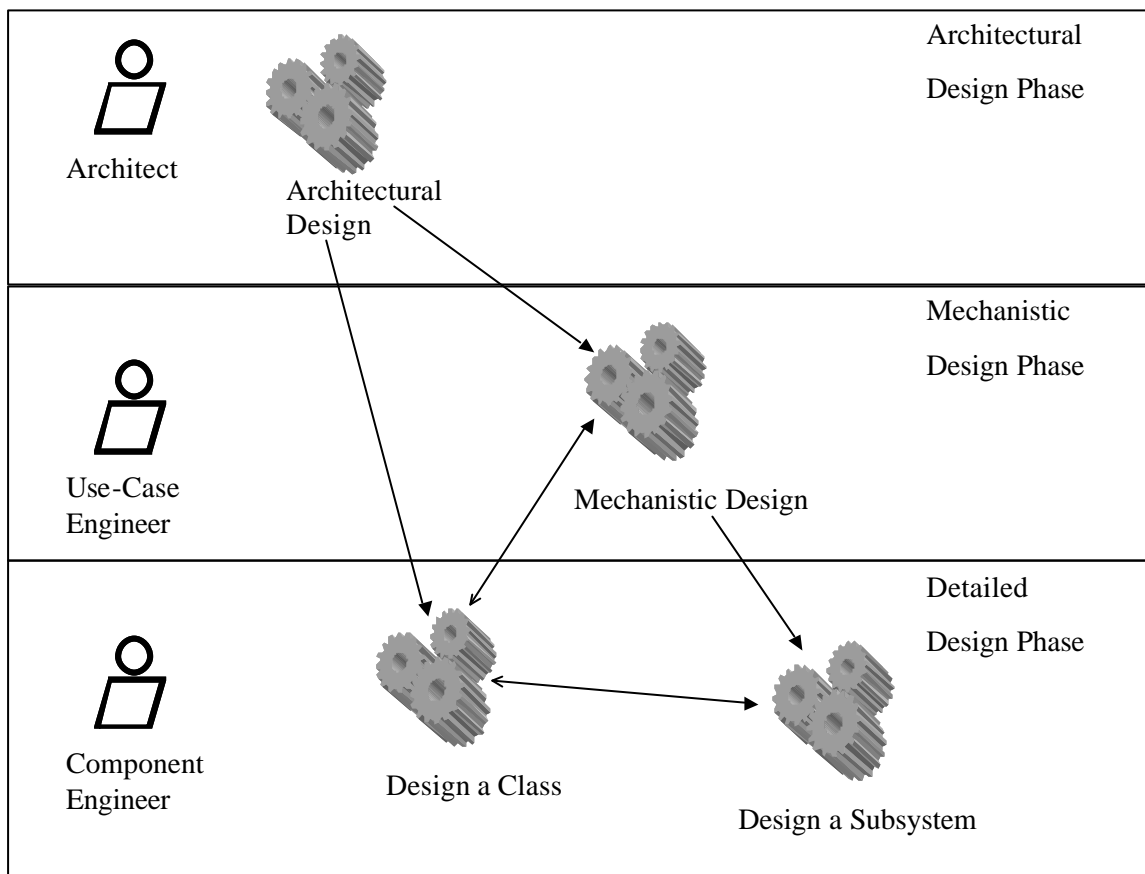 Architectural
Design Phase
Architect
Architectural
Design
Mechanistic
Design Phase
Use-Case
Engineer
Mechanistic Design
Detailed
Design Phase
Component
Engineer
Design a Class
Design a Subsystem